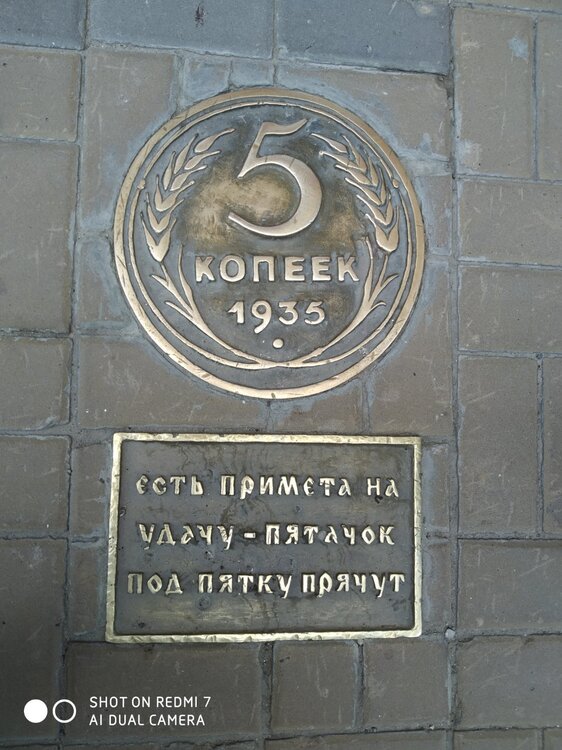 5
КОПЕЕК
1935
есть примета на
удачу - пятачок
под пятку прячут
SHOT ON REDMI 7
AI DUAL CAMERA